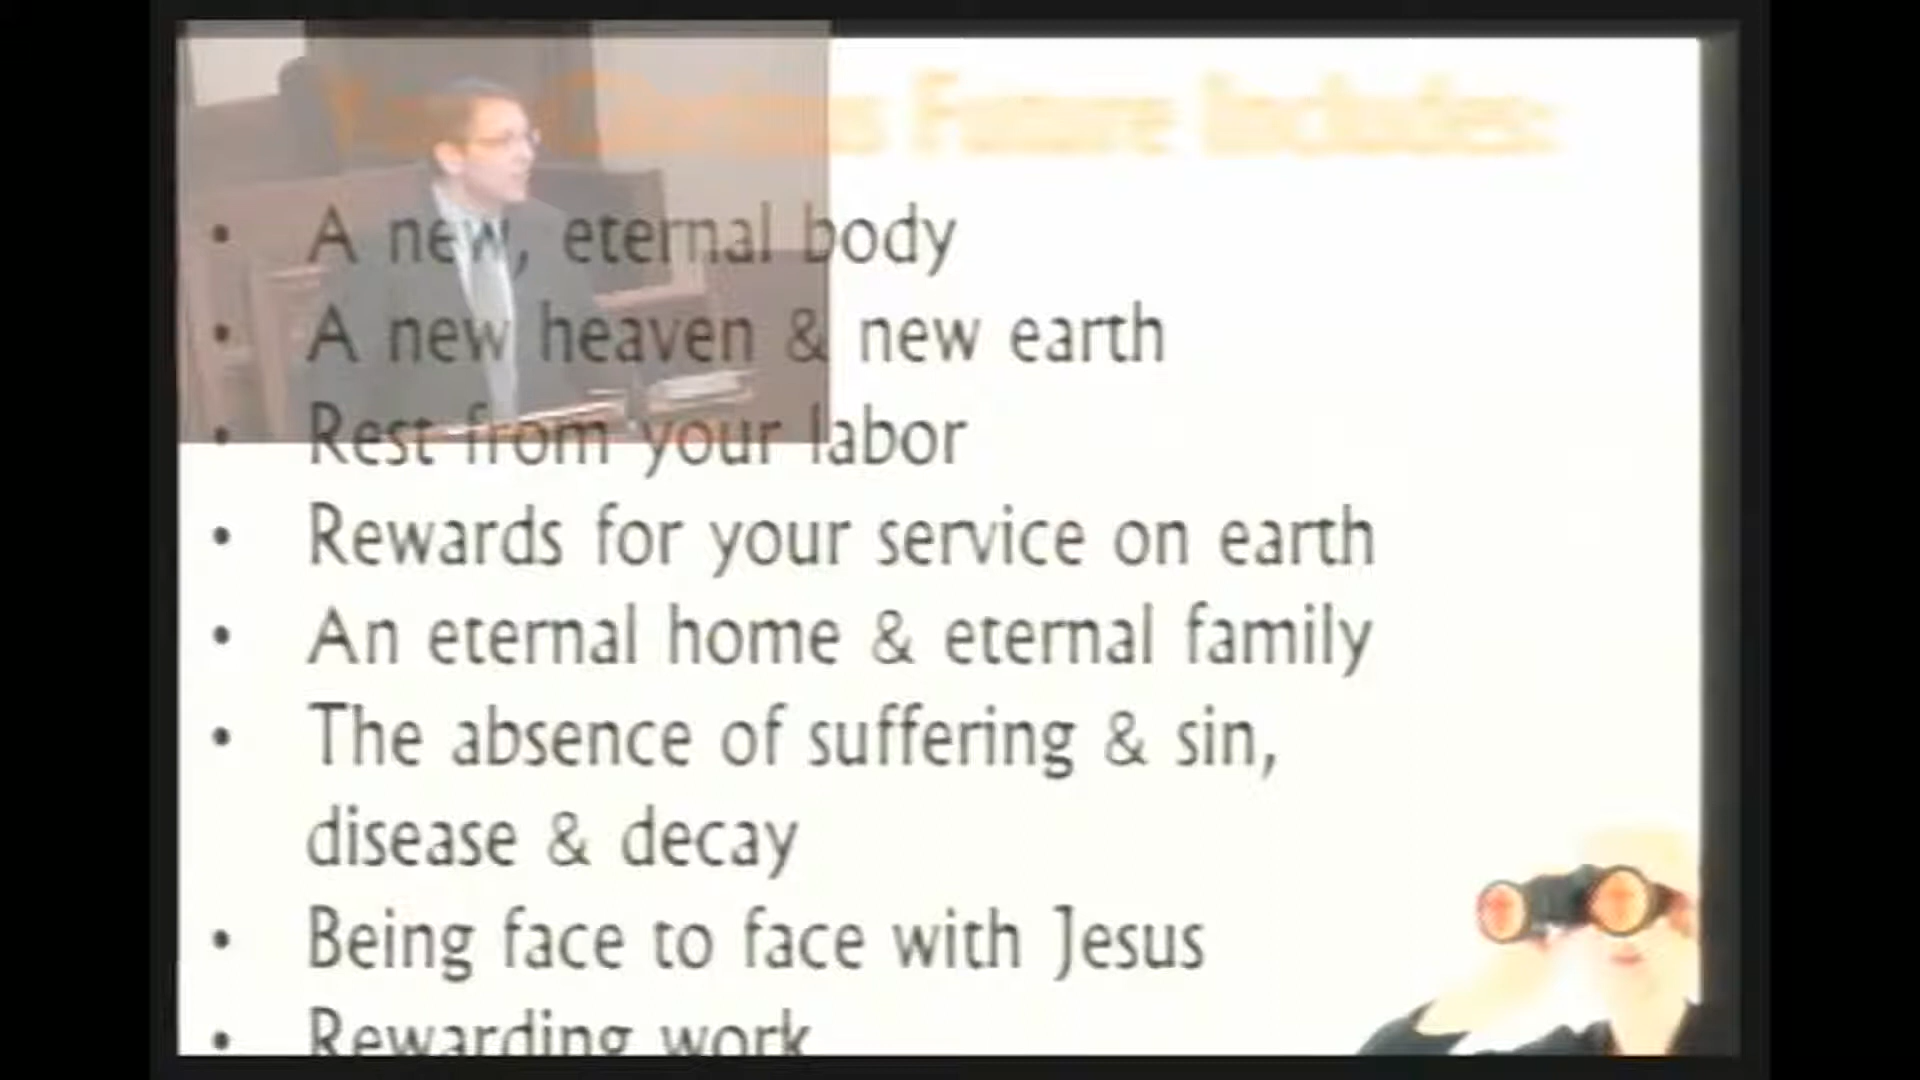 Future Includes:
• A new, eternal body
• A new heaven & new earth
• Rest from your labor
• Rewards for your service on earth
• An eternal home & eternal family
• The absence of suffering & sin,
disease & decay
• Being face to face with Jesus
• Rewarding work